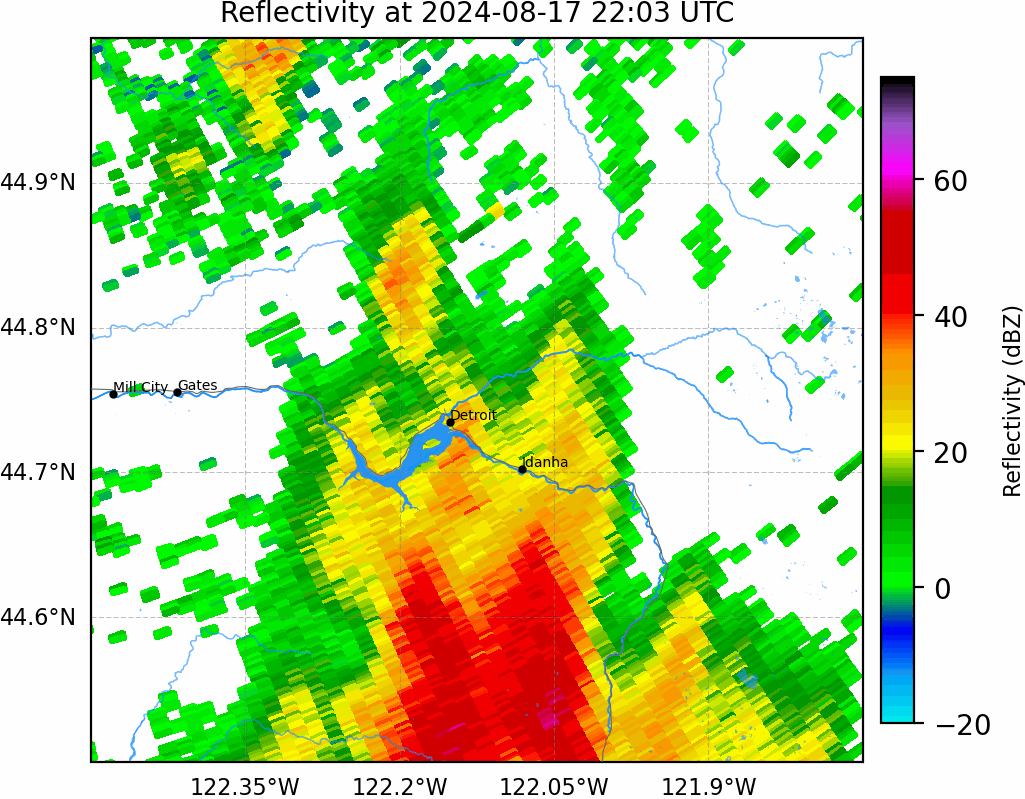 Reflectivity at 2024-08-17 22:03 UTC
44.9°N
44.8°N
44.7°N
44.6°N
Mill City
Gates
Detroit
Idanha
122.35°W
122.2°W
122.05°W
121.9°W
60
40
20
0
−20
Reflectivity (dBZ)